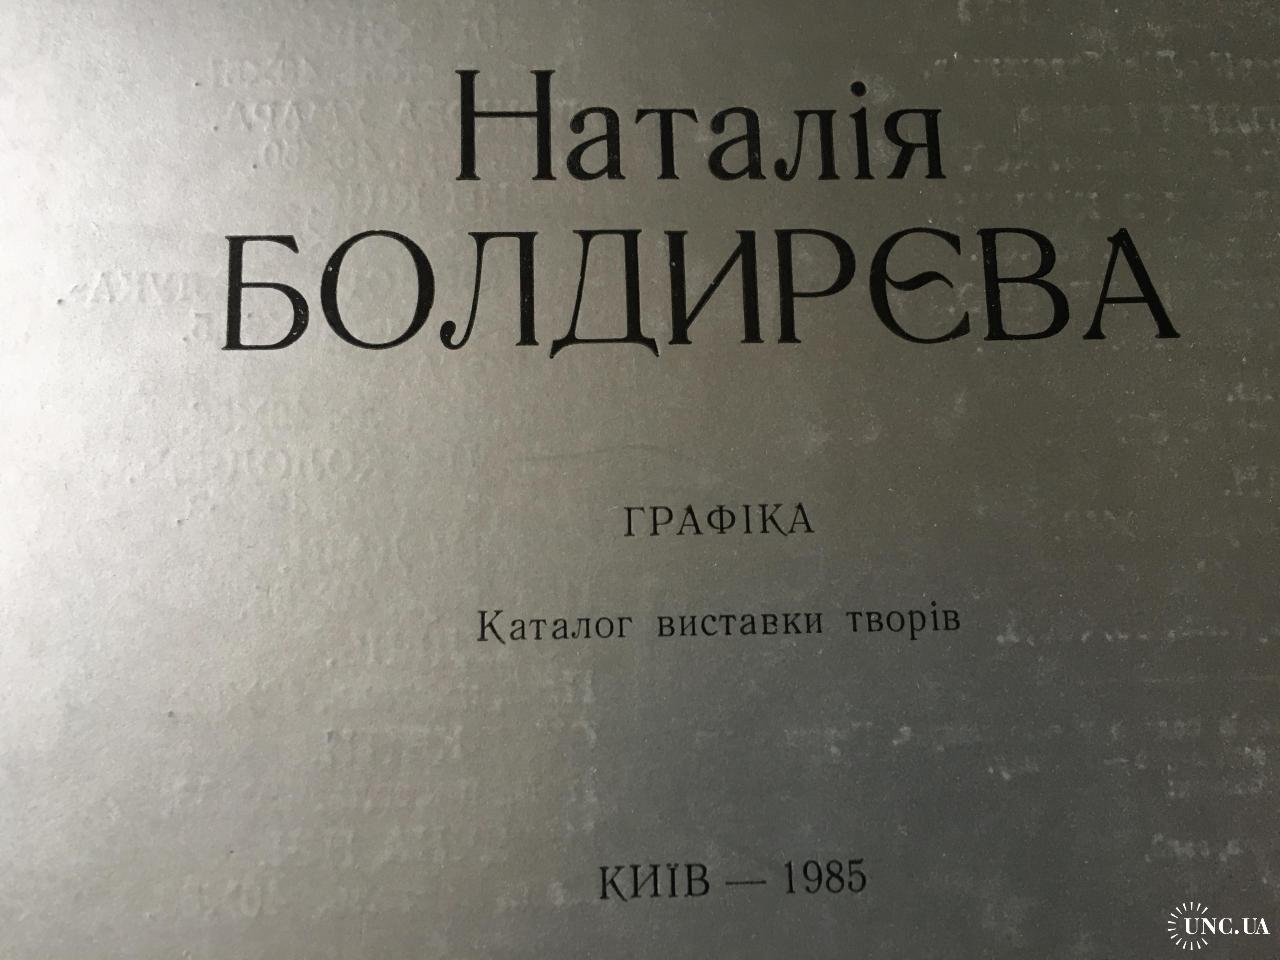 Наталія
БОЛДИРЄВА
ГРАФІКА
Каталог виставки творів
КИЇВ — 1985
UNC.UA